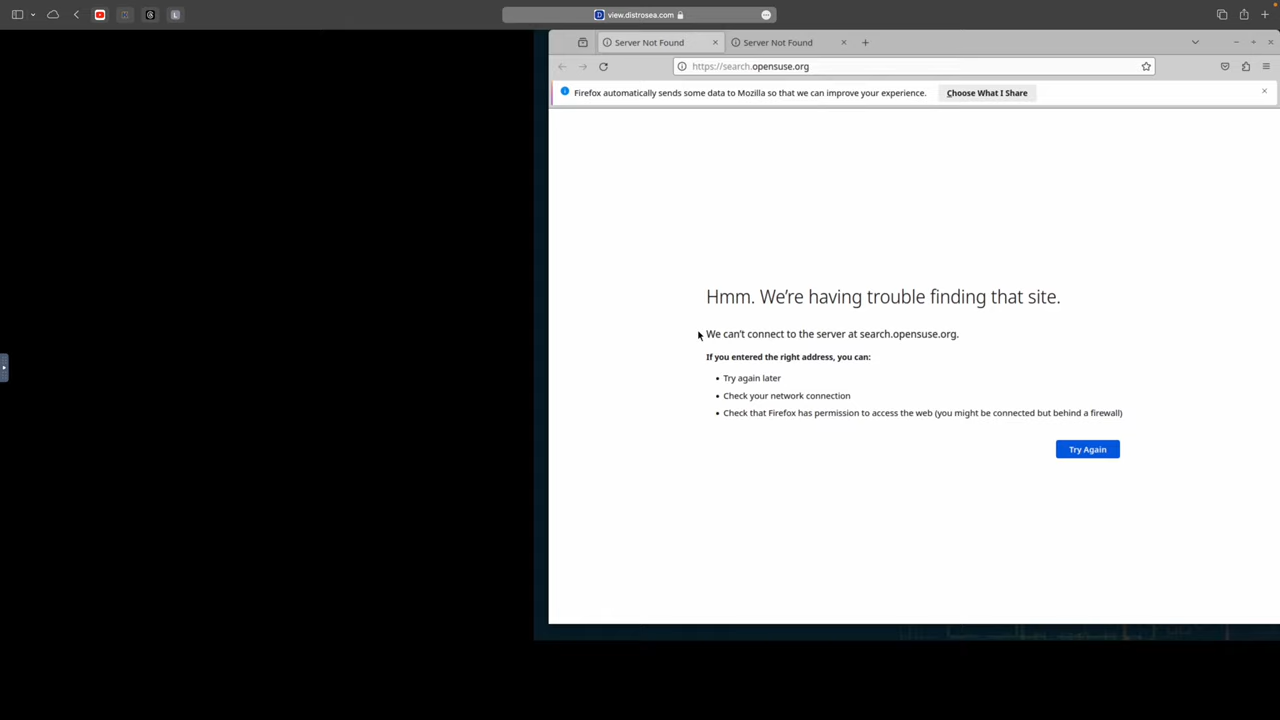 view.distrosea.com
Server Not Found
Server Not Found
https://search.opensuse.org
Firefox automatically sends some data to Mozilla so that we can improve your experience.
Choose What I Share
Hmm. We're having trouble finding that site.
We can't connect to the server at search.opensuse.org.
If you entered the right address, you can:
• Try again later
• Check your network connection
• Check that Firefox has permission to access the web (you might be connected but behind a firewall)
Try Again